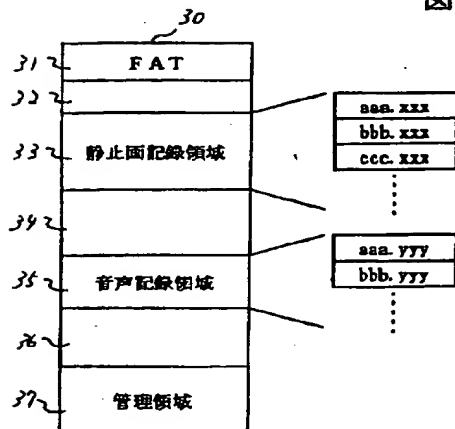 図
30
31
FAT
32
33
静止画記録領域
aaa.xxx
bbb.xxx
ccc.xxx
34
35
音声記録領域
aaa.yyy
bbb.yyy
36
37
管理領域